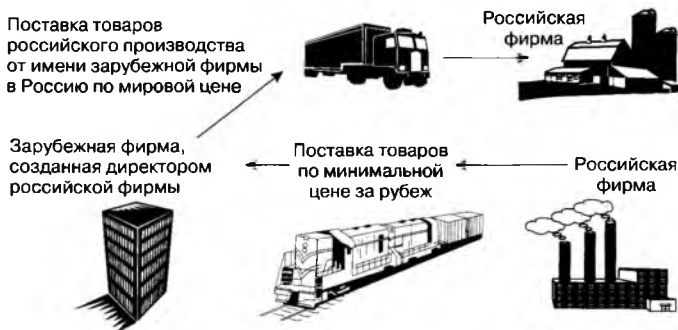 Поставка товаров
российского производства
от имени зарубежной фирмы
в Россию по мировой цене
Российская
фирма
Зарубежная фирма,
созданная директором
российской фирмы
Поставка товаров
по минимальной
цене за рубеж
Российская
фирма